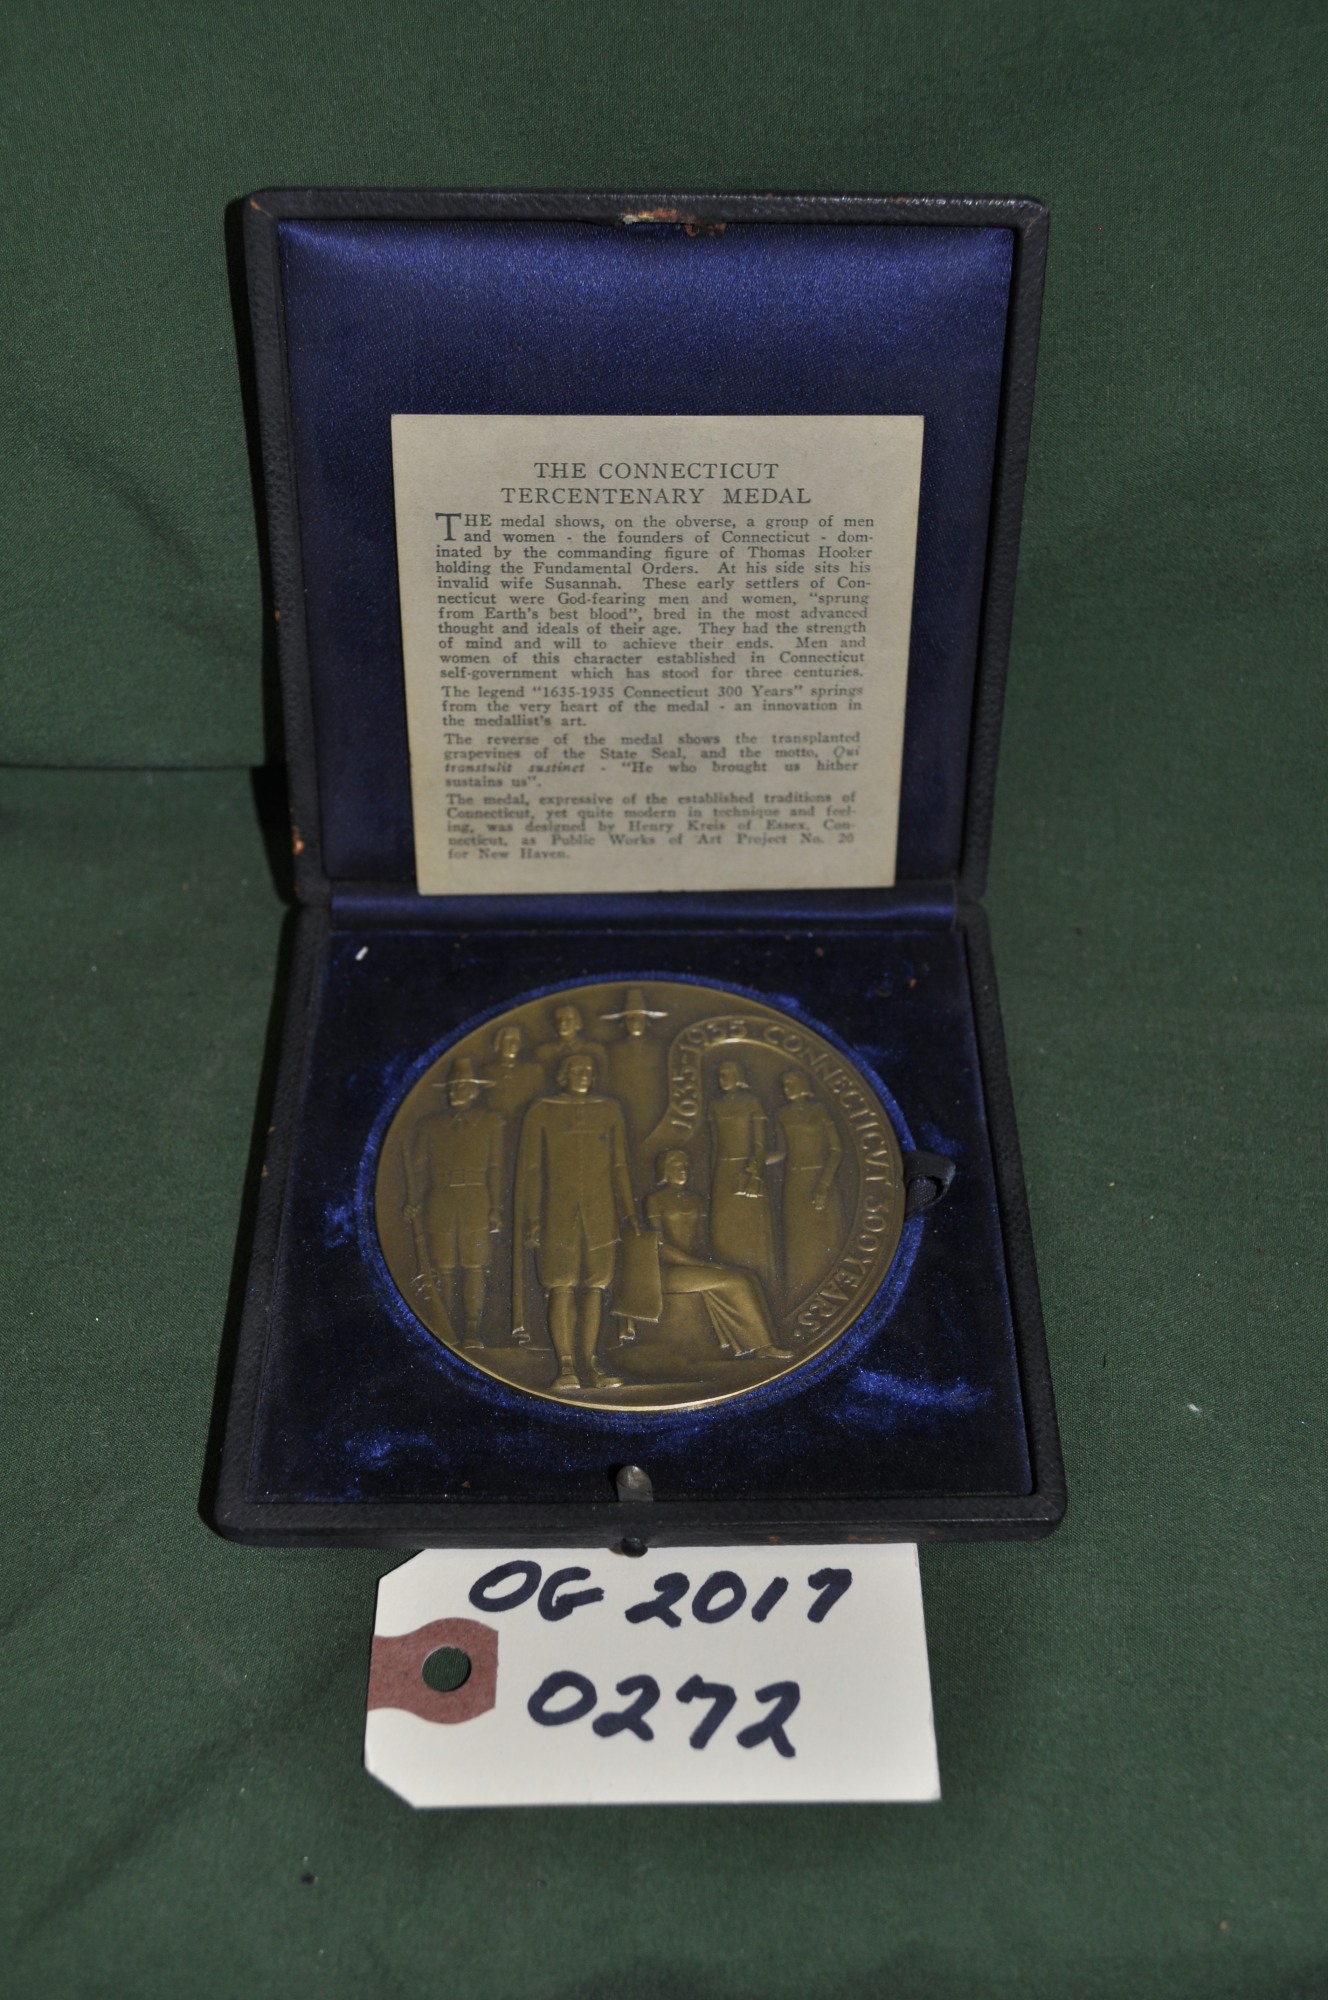 THE CONNECTICUT
TERCENTENARY MEDAL
THE medal shows, on the obverse, a group of men
and women - the founders of Connecticut - dom-
inated by the commanding figure of Thomas Hooker
holding the Fundamental Orders. At his side sits his
invalid wife Susannah. These early settlers of Con-
necticut were God-fearing men and women, "sprung
from Earth's best blood", bred in the most advanced
thought and ideals of their age. They had the strength
of mind and will to achieve their ends. Men and
women of this character established in Connecticut
self-government which has stood for three centuries.
The legend "1635-1935 Connecticut 300 Years" springs
from the very heart of the medal - an innovation in
the medallist's art.
The reverse of the medal shows the transplanted
grapevines of the State Seal, and the motto, Qui
transtulit sustinet - "He who brought us hither
sustains us".
The medal, expressive of the established traditions of
Connecticut, yet quite modern in technique and feel-
ing, was designed by Henry Kreis of Essex, Con-
necticut, as Public Works of Art Project No. 20
for New Haven.
1635-1935 · CONNECTICVT 300 YEARS ·
OG 2017
0272